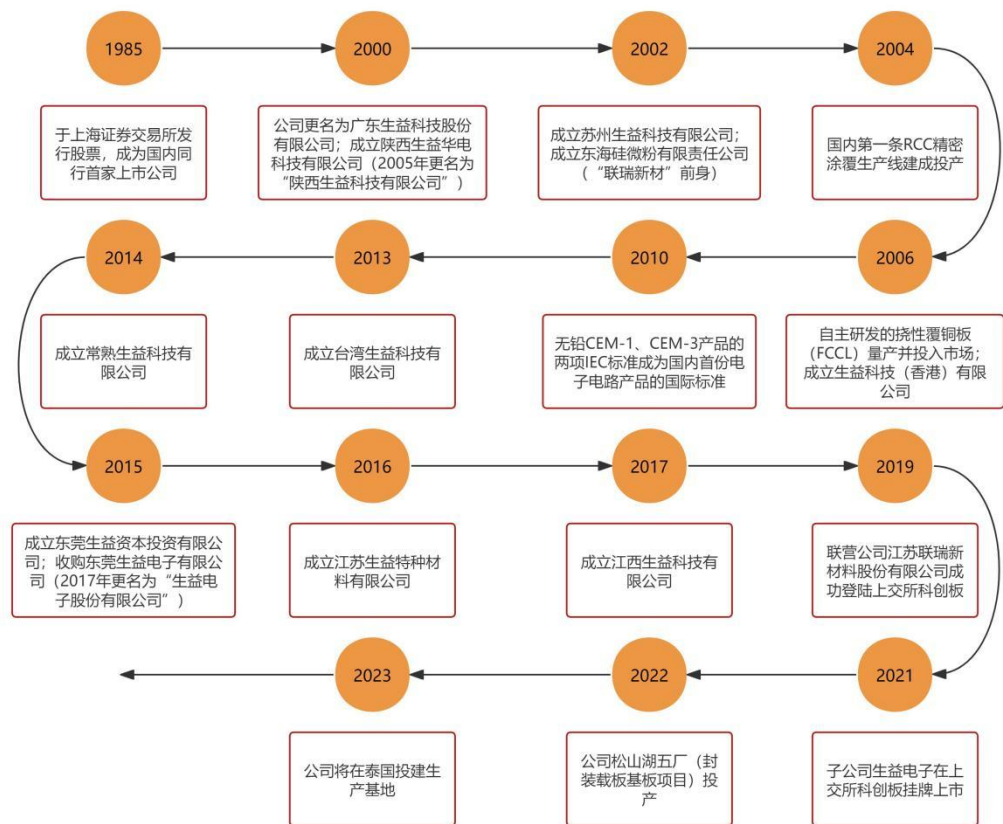 1985
2000
2002
2004
于上海证券交易所发
行股票，成为国内同
行首家上市公司
公司更名为广东生益科技股份
有限公司；成立陕西生益华电
科技有限公司（2005年更名为
“陕西生益科技有限公司”）
成立苏州生益科技有限公司；
成立东海硅微粉有限责任公司
（“联瑞新材”前身）
国内第一条RCC精密
涂覆生产线建成投产
2006
2010
2013
2014
自主研发的挠性覆铜板
（FCCL）量产并投入市场；
成立生益科技（香港）有限
公司
无铅CEM-1、CEM-3产品的
两项IEC标准成为国内首份电
子电路产品的国际标准
成立台湾生益科技有
限公司
成立常熟生益科技有
限公司
2015
2016
2017
2019
成立东莞生益资本投资有限公
司；收购东莞生益电子有限公
司（2017年更名为“生益电
子股份有限公司”）
成立江苏生益特种材
料有限公司
成立江西生益科技有
限公司
联营公司江苏联瑞新
材料股份有限公司成
功登陆上交所科创板
2021
2022
2023
子公司生益电子在上
交所科创板挂牌上市
公司松山湖五厂（封
装载板基板项目）投
产
公司将在泰国投建生
产基地